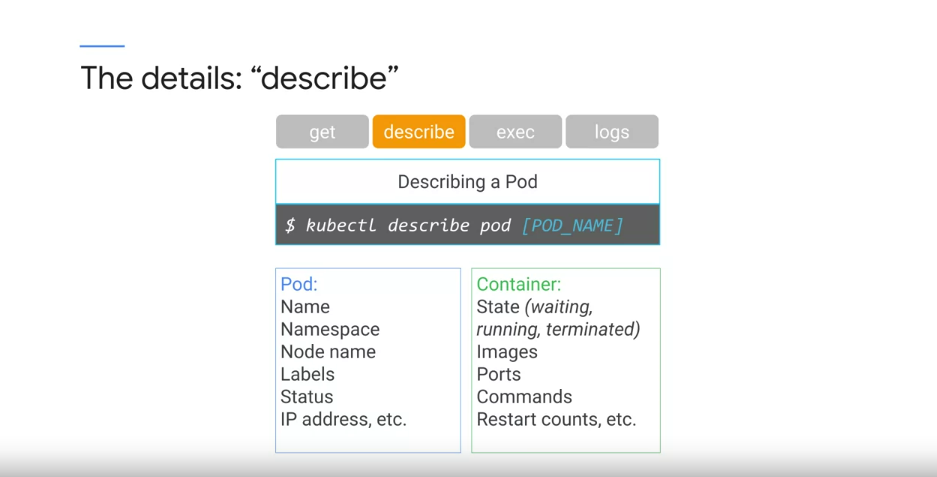 The details: “describe”
get describe exec logs
Describing a Pod
$ kubectl describe pod [POD_NAME]
Pod:
Name
Namespace
Node name
Labels
Status
IP address, etc.
Container:
State (waiting,
running, terminated)
Images
Ports
Commands
Restart counts, etc.